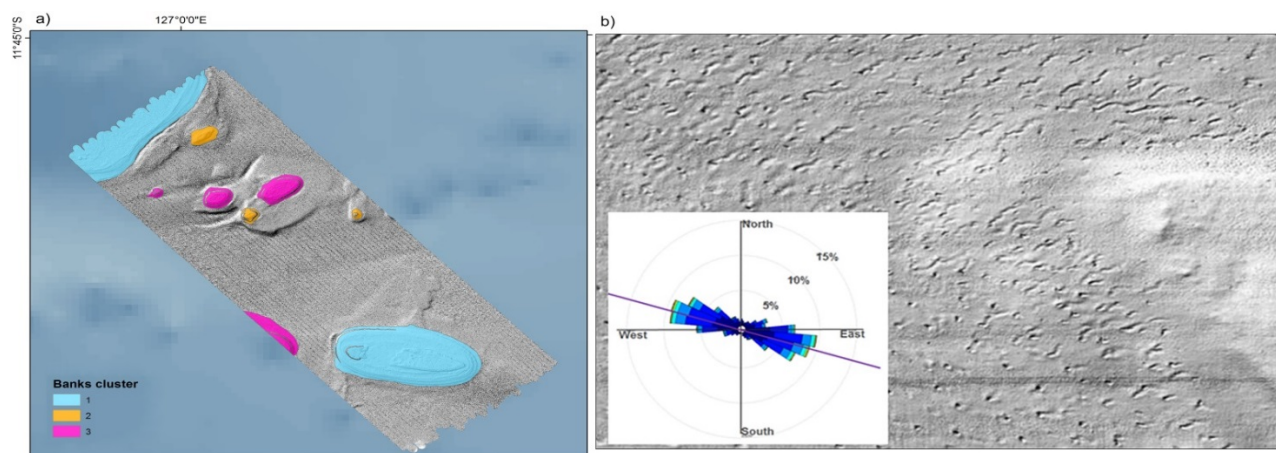 a)
127°0'0"E
11°45'0"S
Banks cluster
1
2
3
b)
North
15%
10%
5%
West
East
South